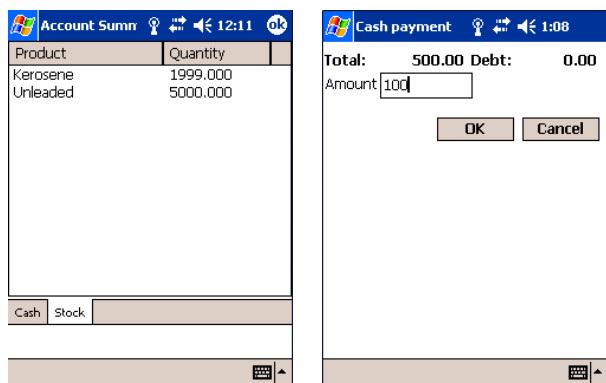 Account Sumn 12:11 ok
Product Quantity
Kerosene 1999.000
Unleaded 5000.000
Cash Stock
Cash payment 1:08
Total: 500.00 Debt: 0.00
Amount 100
OK Cancel